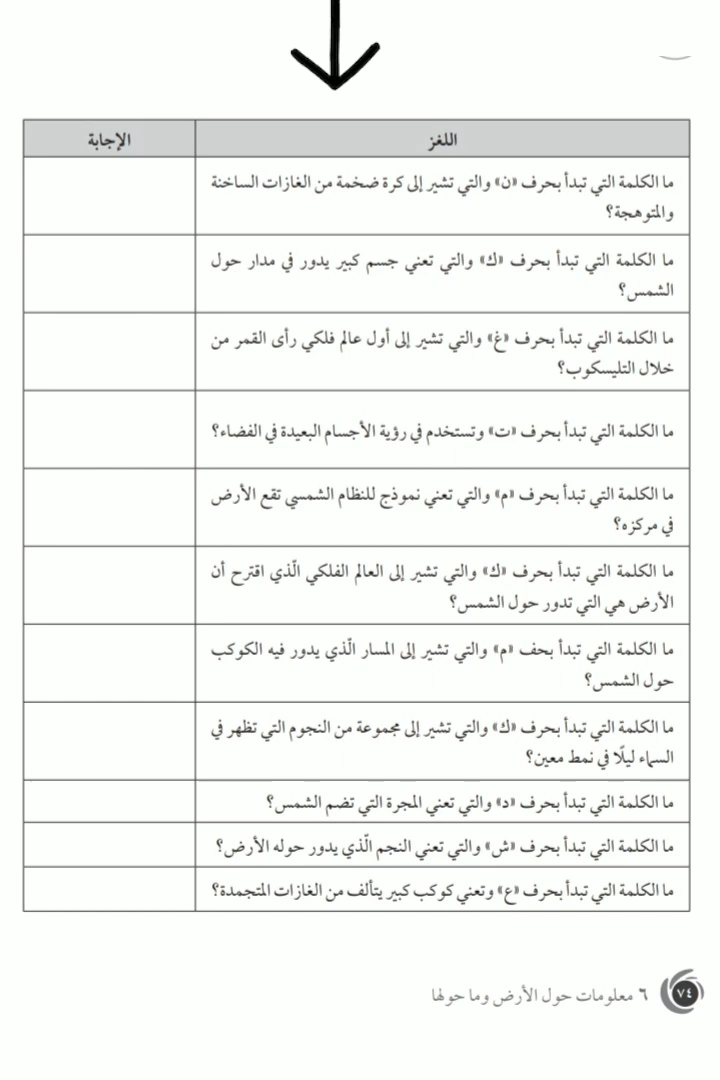 اللغز
الإجابة
ما الكلمة التي تبدأ بحرف «ن» والتي تشير إلى كرة ضخمة من الغازات الساخنة
والمتوهجة؟
ما الكلمة التي تبدأ بحرف «ك» والتي تعني جسم كبير يدور في مدار حول
الشمس؟
ما الكلمة التي تبدأ بحرف «غ» والتي تشير إلى أول عالم فلكي رأى القمر من
خلال التليسكوب؟
ما الكلمة التي تبدأ بحرف «ت» وتستخدم في رؤية الأجسام البعيدة في الفضاء؟
ما الكلمة التي تبدأ بحرف «م» والتي تعني نموذج للنظام الشمسي تقع الأرض
في مركزه؟
ما الكلمة التي تبدأ بحرف «ك» والتي تشير إلى العالم الفلكي الّذي اقترح أن
الأرض هي التي تدور حول الشمس؟
ما الكلمة التي تبدأ بحف «م» والتي تشير إلى المسار الّذي يدور فيه الكوكب
حول الشمس؟
ما الكلمة التي تبدأ بحرف «ك» والتي تشير إلى مجموعة من النجوم التي تظهر في
السماء ليلًا في نمط معين؟
ما الكلمة التي تبدأ بحرف «د» والتي تعني المجرة التي تضم الشمس؟
ما الكلمة التي تبدأ بحرف «ش» والتي تعني النجم الّذي يدور حوله الأرض؟
ما الكلمة التي تبدأ بحرف «ع» وتعني كوكب كبير يتألف من الغازات المتجمدة؟
٧٤ ٦ معلومات حول الأرض وما حولها